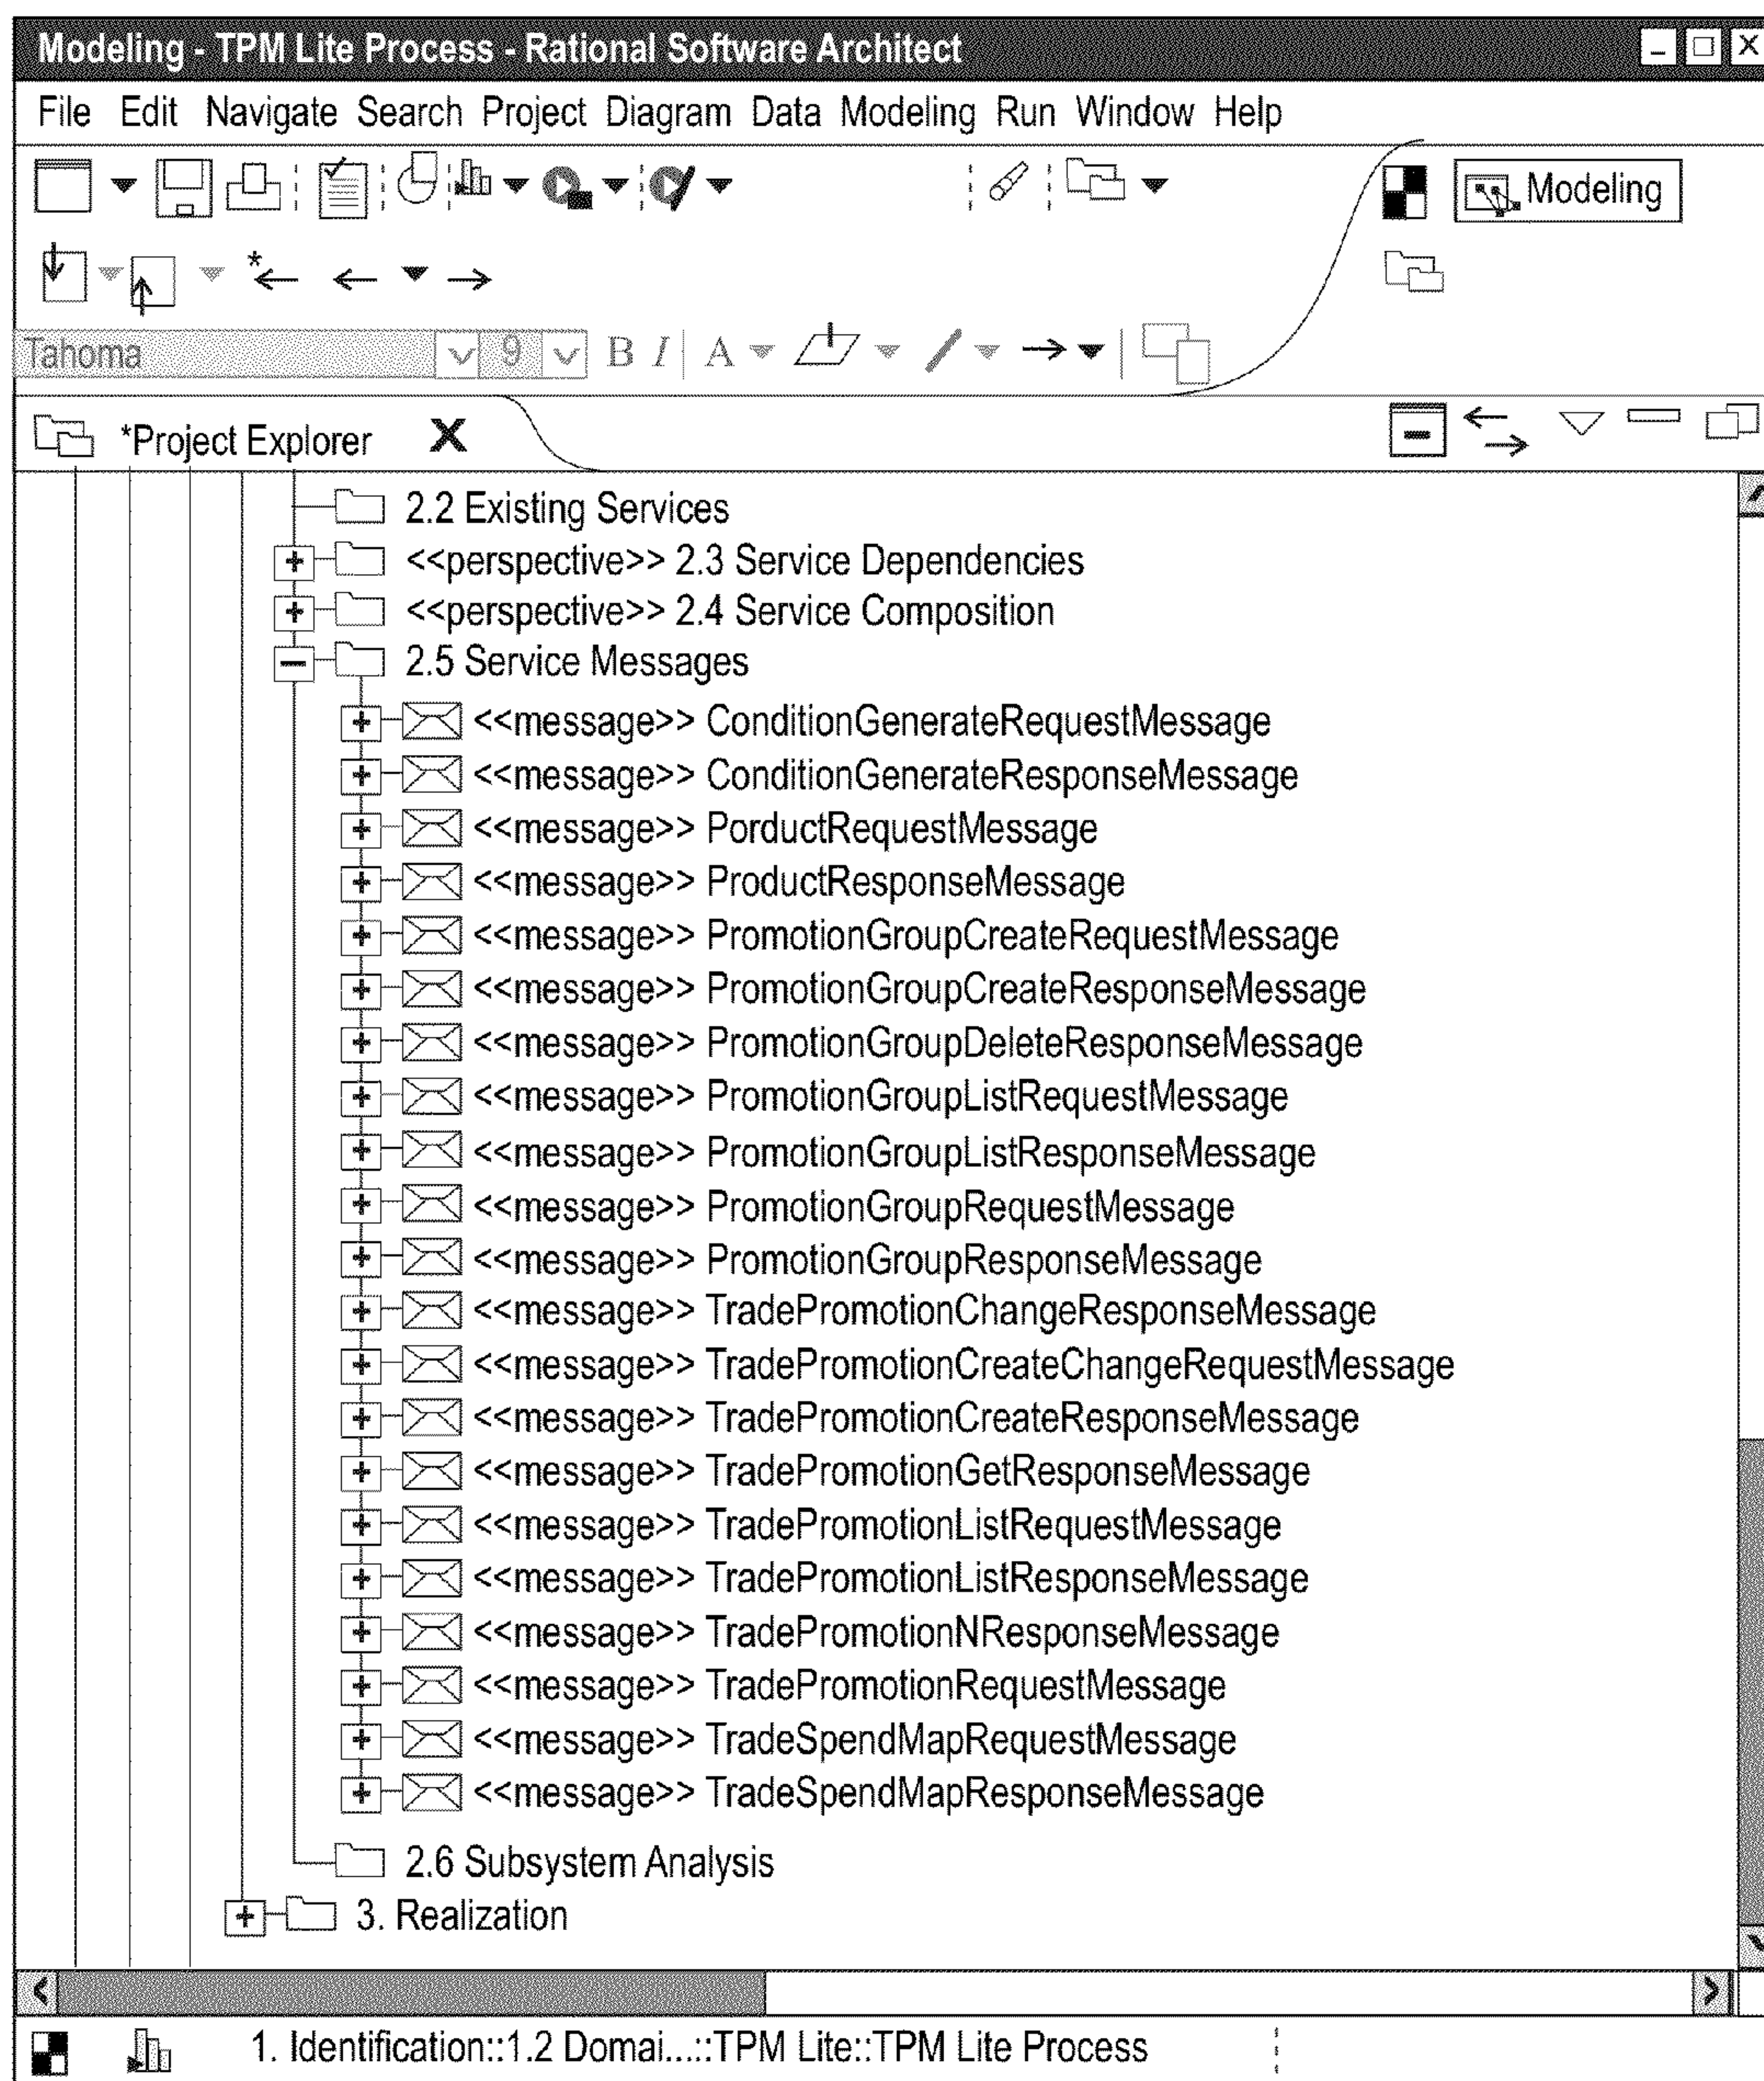 Modeling - TPM Lite Process - Rational Software Architect
File Edit Navigate Search Project Diagram Data Modeling Run Window Help
Modeling
Tahoma 9 B I A
*Project Explorer X
2.2 Existing Services
<<perspective>> 2.3 Service Dependencies
<<perspective>> 2.4 Service Composition
2.5 Service Messages
<<message>> ConditionGenerateRequestMessage
<<message>> ConditionGenerateResponseMessage
<<message>> PorductRequestMessage
<<message>> ProductResponseMessage
<<message>> PromotionGroupCreateRequestMessage
<<message>> PromotionGroupCreateResponseMessage
<<message>> PromotionGroupDeleteResponseMessage
<<message>> PromotionGroupListRequestMessage
<<message>> PromotionGroupListResponseMessage
<<message>> PromotionGroupRequestMessage
<<message>> PromotionGroupResponseMessage
<<message>> TradePromotionChangeResponseMessage
<<message>> TradePromotionCreateChangeRequestMessage
<<message>> TradePromotionCreateResponseMessage
<<message>> TradePromotionGetResponseMessage
<<message>> TradePromotionListRequestMessage
<<message>> TradePromotionListResponseMessage
<<message>> TradePromotionNResponseMessage
<<message>> TradePromotionRequestMessage
<<message>> TradeSpendMapRequestMessage
<<message>> TradeSpendMapResponseMessage
2.6 Subsystem Analysis
3. Realization
1. Identification::1.2 Domai...::TPM Lite::TPM Lite Process